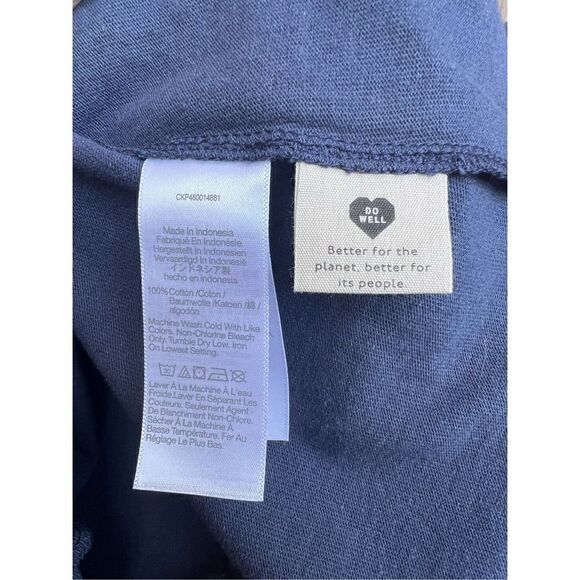 CKP460014881
Made In Indonesia
Fabriqué En Indonésie
Hergestellt In Indonesien
Vervaardigd In Indonesië
インドネシア製
hecho en indonesia
100%Cotton /Coton /
Baumwolle /Katoen /綿 /
algodón
Machine Wash Cold With Like
Colors. Non-Chlorine Bleach
Only. Tumble Dry Low. Iron
On Lowest Setting.
Laver À La Machine À L'eau
Froide.Laver En Séparant Les
Couleurs. Seulement Agent
De Blanchiment Non-Chlor.
Sécher À La Machine À
Basse Température. Fer Au
Réglage Le Plus Bas.
DO
WELL
Better for the
planet, better for
its people.